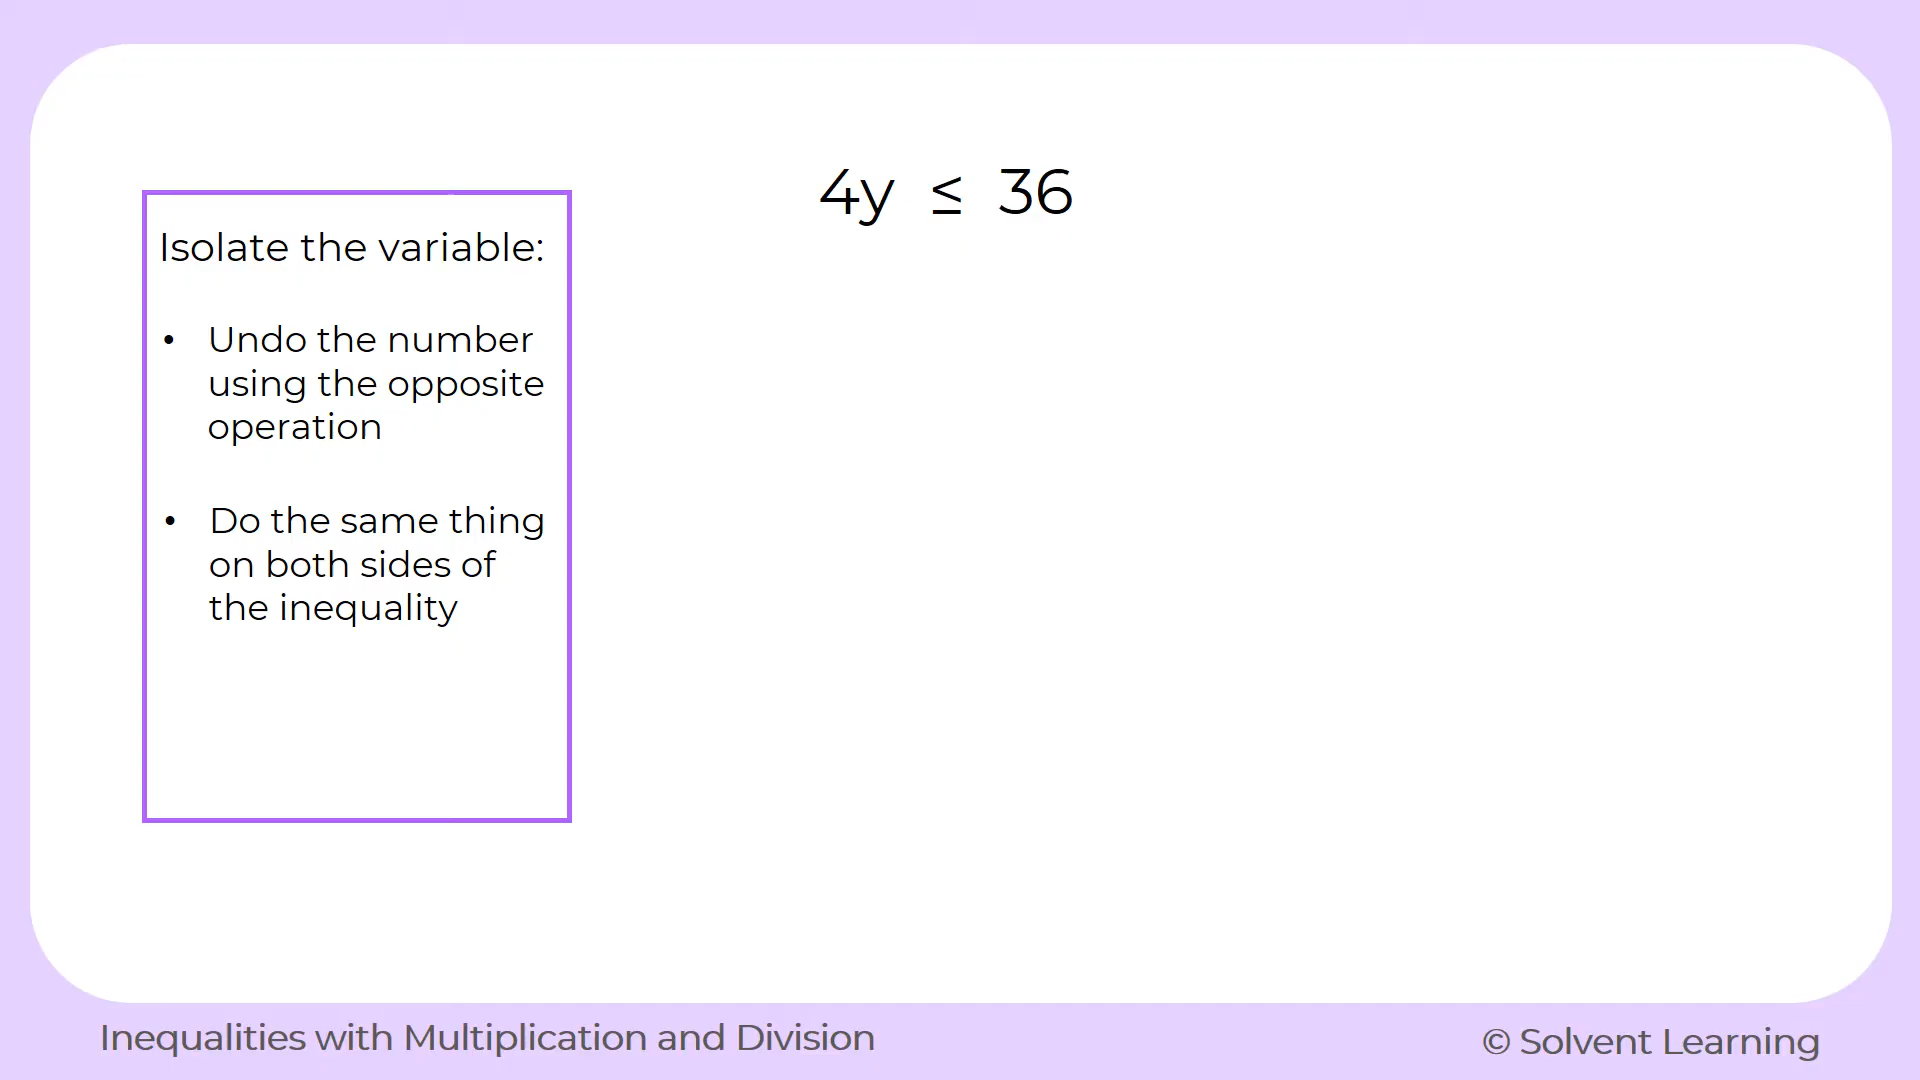 4y ≤ 36
Isolate the variable:
• Undo the number
using the opposite
operation
• Do the same thing
on both sides of
the inequality
Inequalities with Multiplication and Division
© Solvent Learning